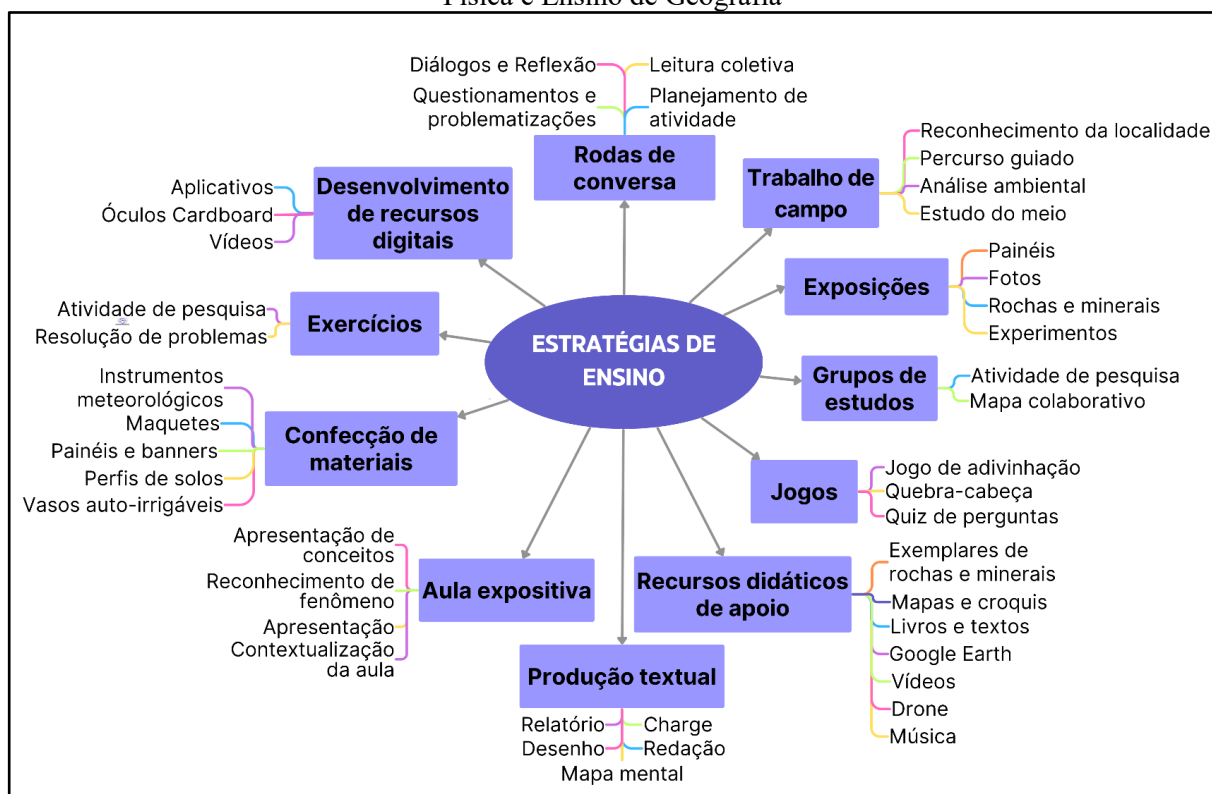 Física e Ensino de Geografia
Diálogos e Reflexão
Leitura coletiva
Questionamentos e
problematizações
Planejamento de
atividade
Rodas de
conversa
Trabalho de
campo
Reconhecimento da localidade
Percurso guiado
Análise ambiental
Estudo do meio
Desenvolvimento
de recursos
digitais
Aplicativos
Óculos Cardboard
Vídeos
Exposições
Painéis
Fotos
Rochas e minerais
Experimentos
Exercícios
Atividade de pesquisa
Resolução de problemas
ESTRATÉGIAS DE
ENSINO
Grupos de
estudos
Atividade de pesquisa
Mapa colaborativo
Confecção de
materiais
Instrumentos
meteorológicos
Maquetes
Painéis e banners
Perfis de solos
Vasos auto-irrigáveis
Jogos
Jogo de adivinhação
Quebra-cabeça
Quiz de perguntas
Aula expositiva
Apresentação de
conceitos
Reconhecimento de
fenômeno
Apresentação
Contextualização
da aula
Recursos didáticos
de apoio
Exemplares de
rochas e minerais
Mapas e croquis
Livros e textos
Google Earth
Vídeos
Drone
Música
Produção textual
Relatório
Charge
Desenho
Redação
Mapa mental